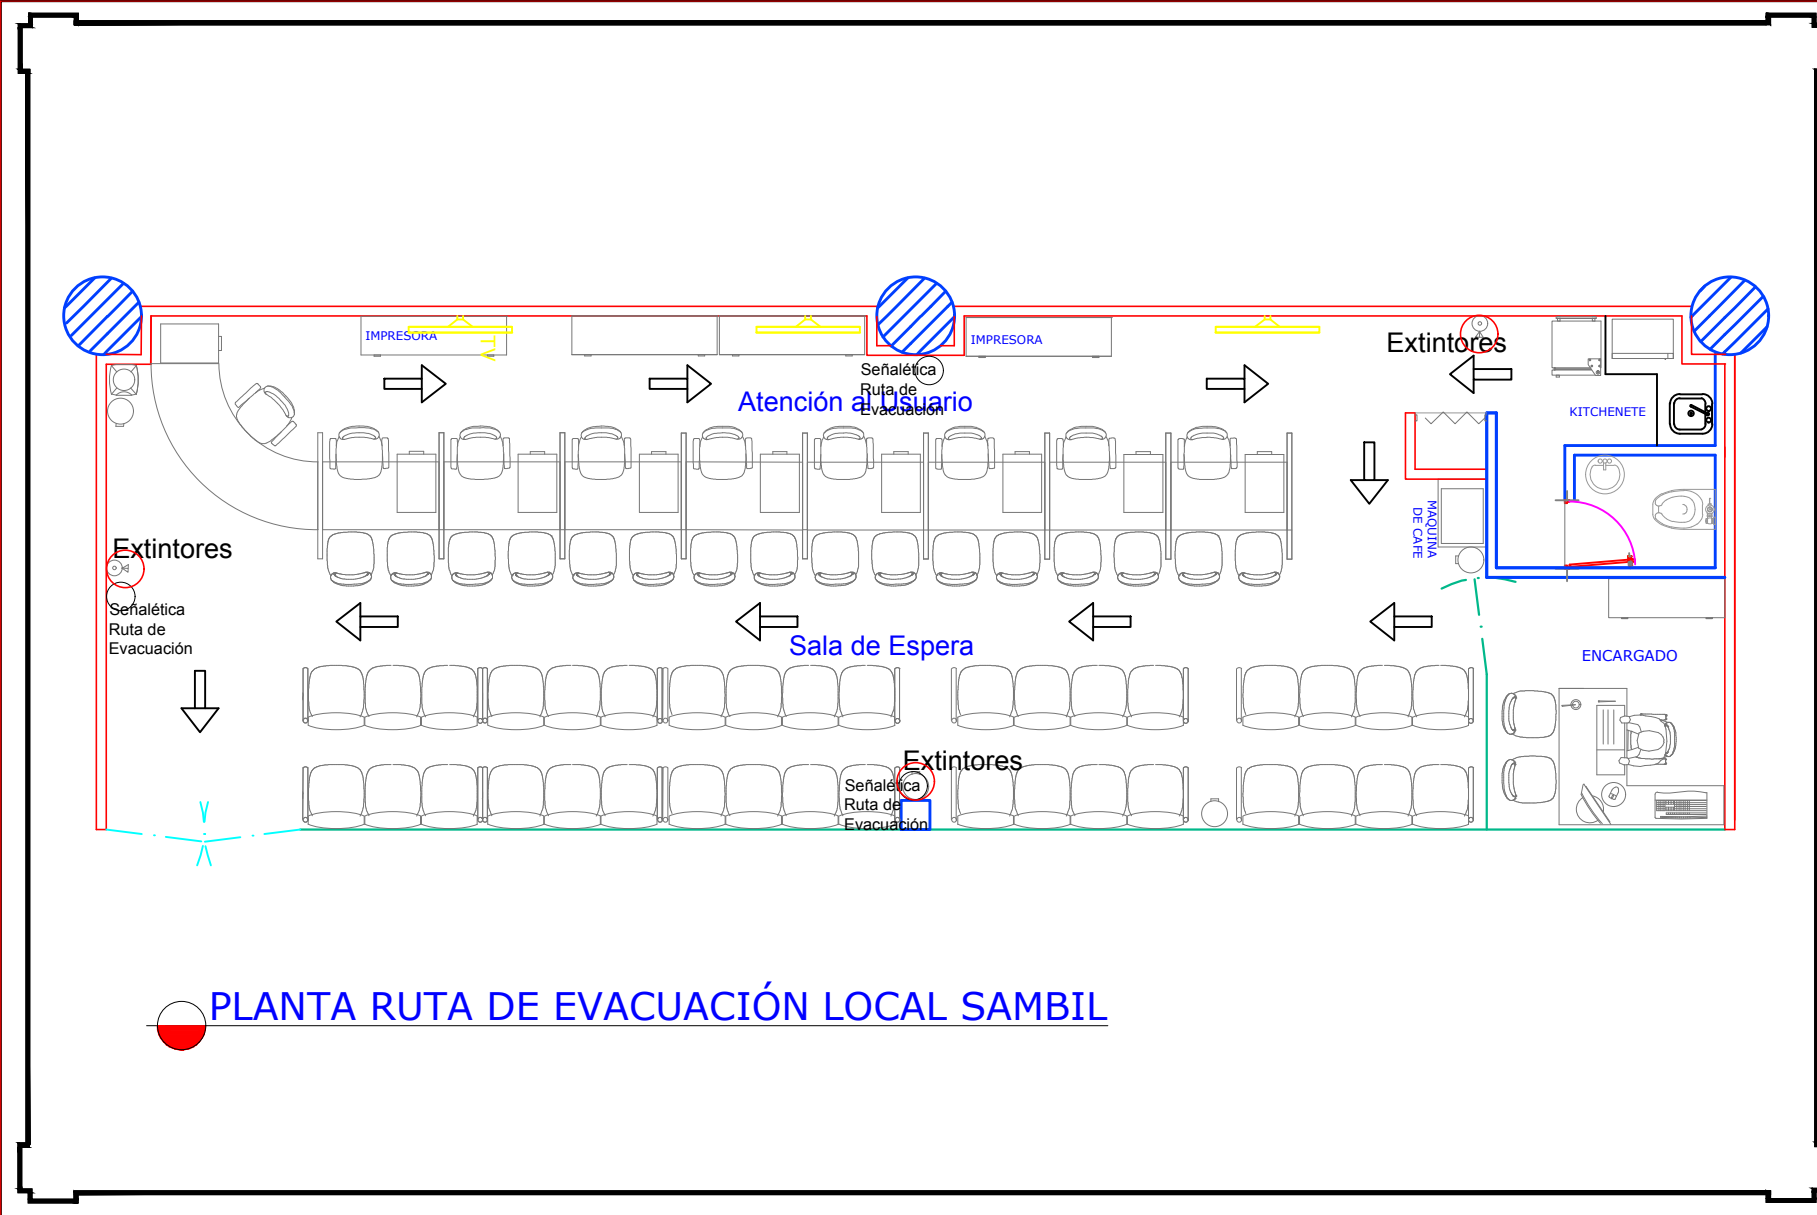 IMPRESORA
TV
IMPRESORA
Extintores
Señalética
Ruta de
Evacuación
Atención al Usuario
KITCHENETE
MAQUINA
DE CAFE
Extintores
Señalética
Ruta de
Evacuación
Sala de Espera
ENCARGADO
Extintores
Señalética
Ruta de
Evacuación
PLANTA RUTA DE EVACUACIÓN LOCAL SAMBIL